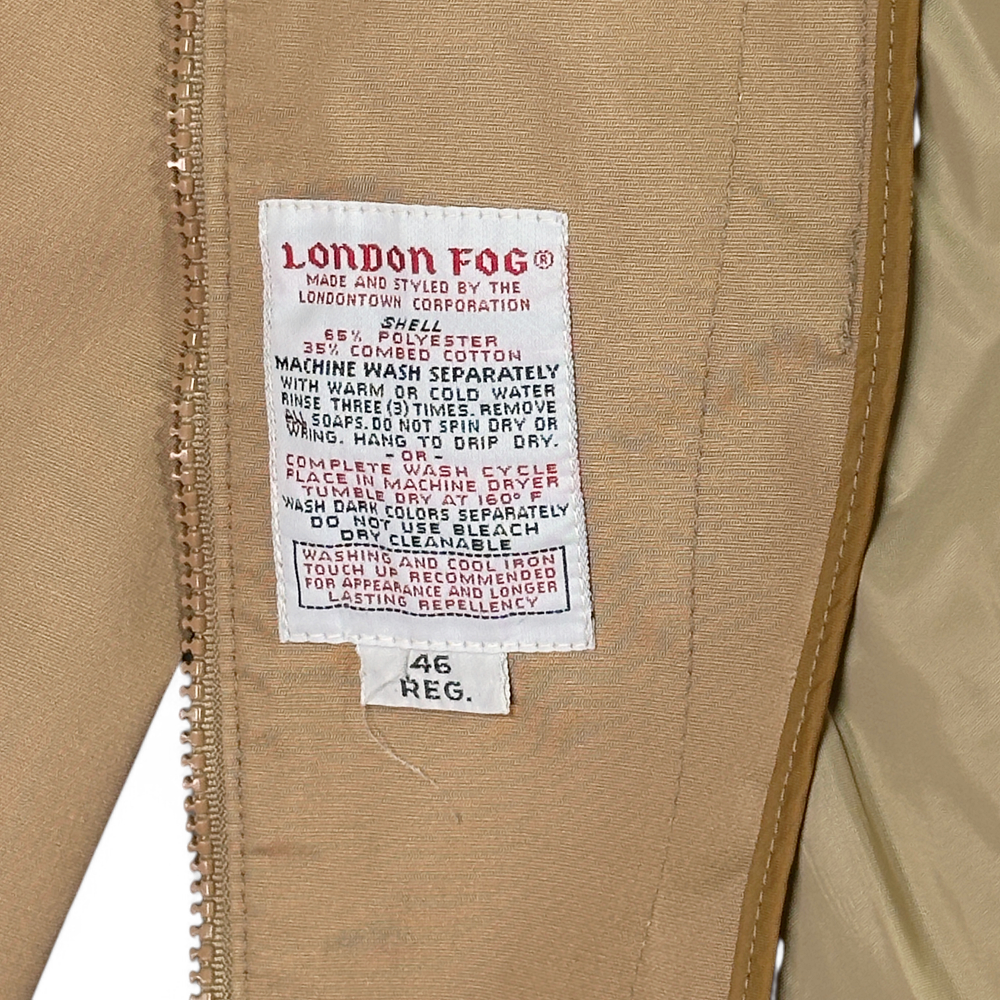 LONDON FOG®
MADE AND STYLED BY THE
LONDONTOWN CORPORATION
SHELL
65% POLYESTER
35% COMBED COTTON
MACHINE WASH SEPARATELY
WITH WARM OR COLD WATER
RINSE THREE (3) TIMES. REMOVE
ALL SOAPS. DO NOT SPIN DRY OR
WRING. HANG TO DRIP DRY.
-OR-
COMPLETE WASH CYCLE
PLACE IN MACHINE DRYER
TUMBLE DRY AT 160° F
WASH DARK COLORS SEPARATELY
DO NOT USE BLEACH
DRY CLEANABLE
WASHING AND COOL IRON
TOUCH UP RECOMMENDED
FOR APPEARANCE AND LONGER
LASTING REPELLENCY
46
REG.